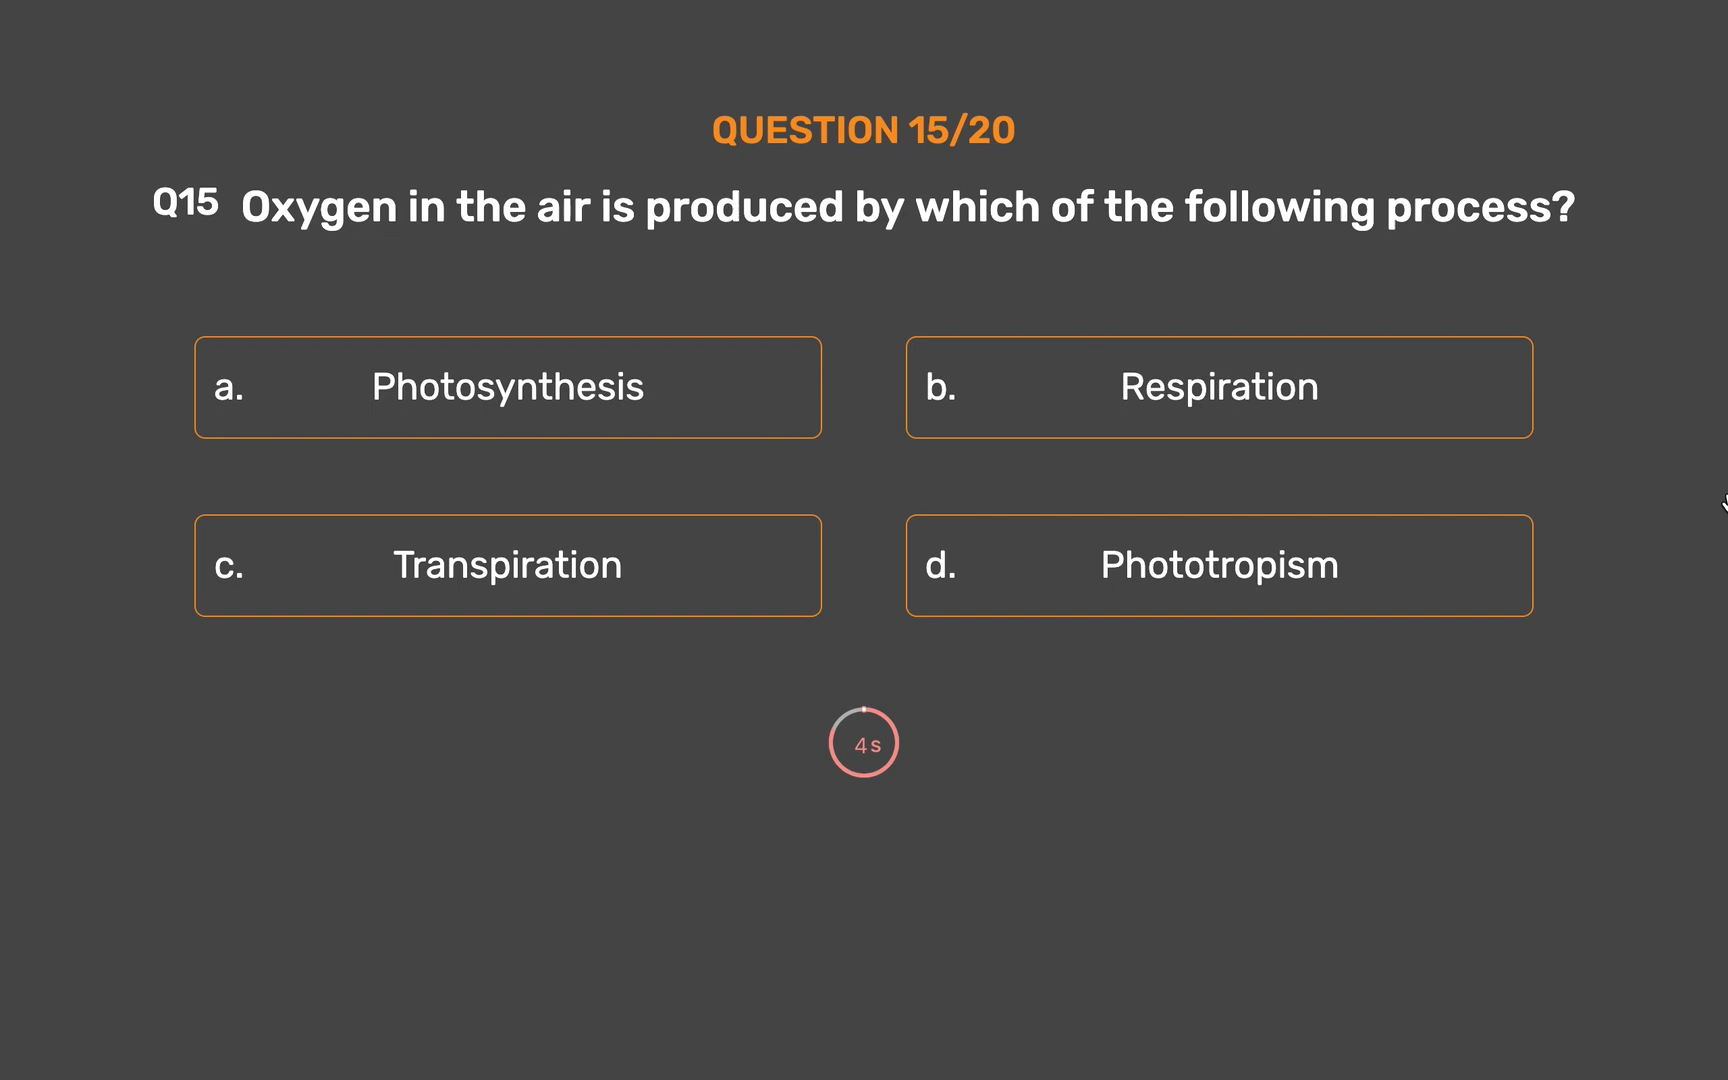 QUESTION 15/20
Q15 Oxygen in the air is produced by which of the following process?
a. Photosynthesis
b. Respiration
c. Transpiration
d. Phototropism
4s